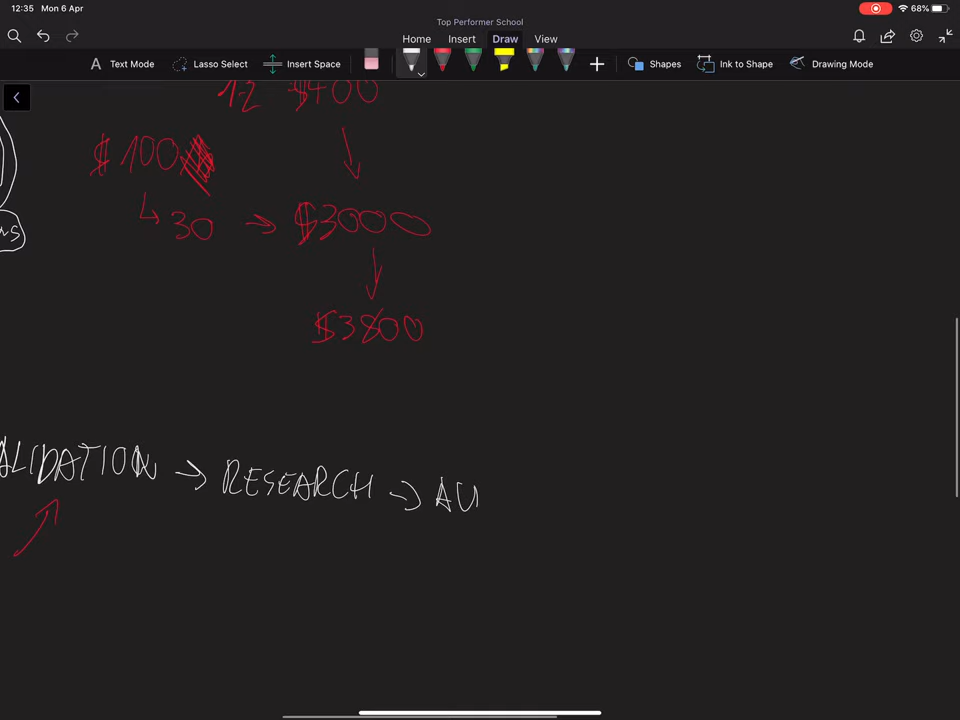 12:35 Mon 6 Apr
68%
Top Performer School
Home Insert Draw View
Text Mode Lasso Select Insert Space Shapes Ink to Shape Drawing Mode
1-2 $400
$100
30 → $3000
$3800
ALIDATION → RESEARCH → AU